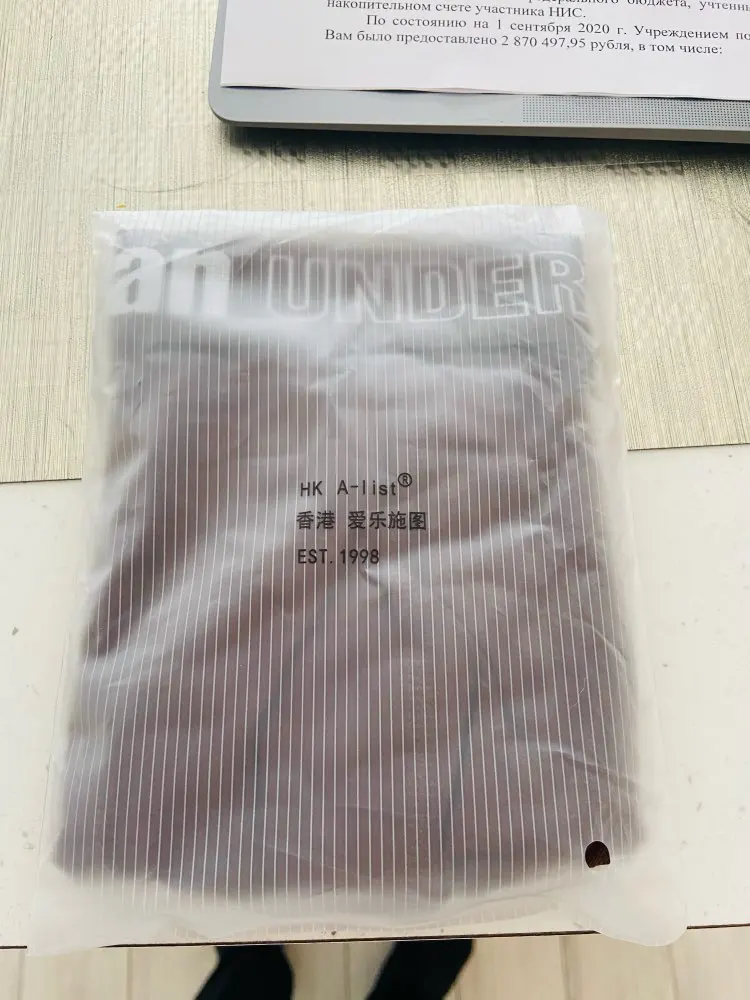 накопительном счете участника НИС.
По состоянию на 1 сентября 2020 г. Учреждением по
Вам было предоставлено 2 870 497,95 рубля, в том числе:
an UNDER
HK A-list®
香港 爱乐施图
EST. 1998